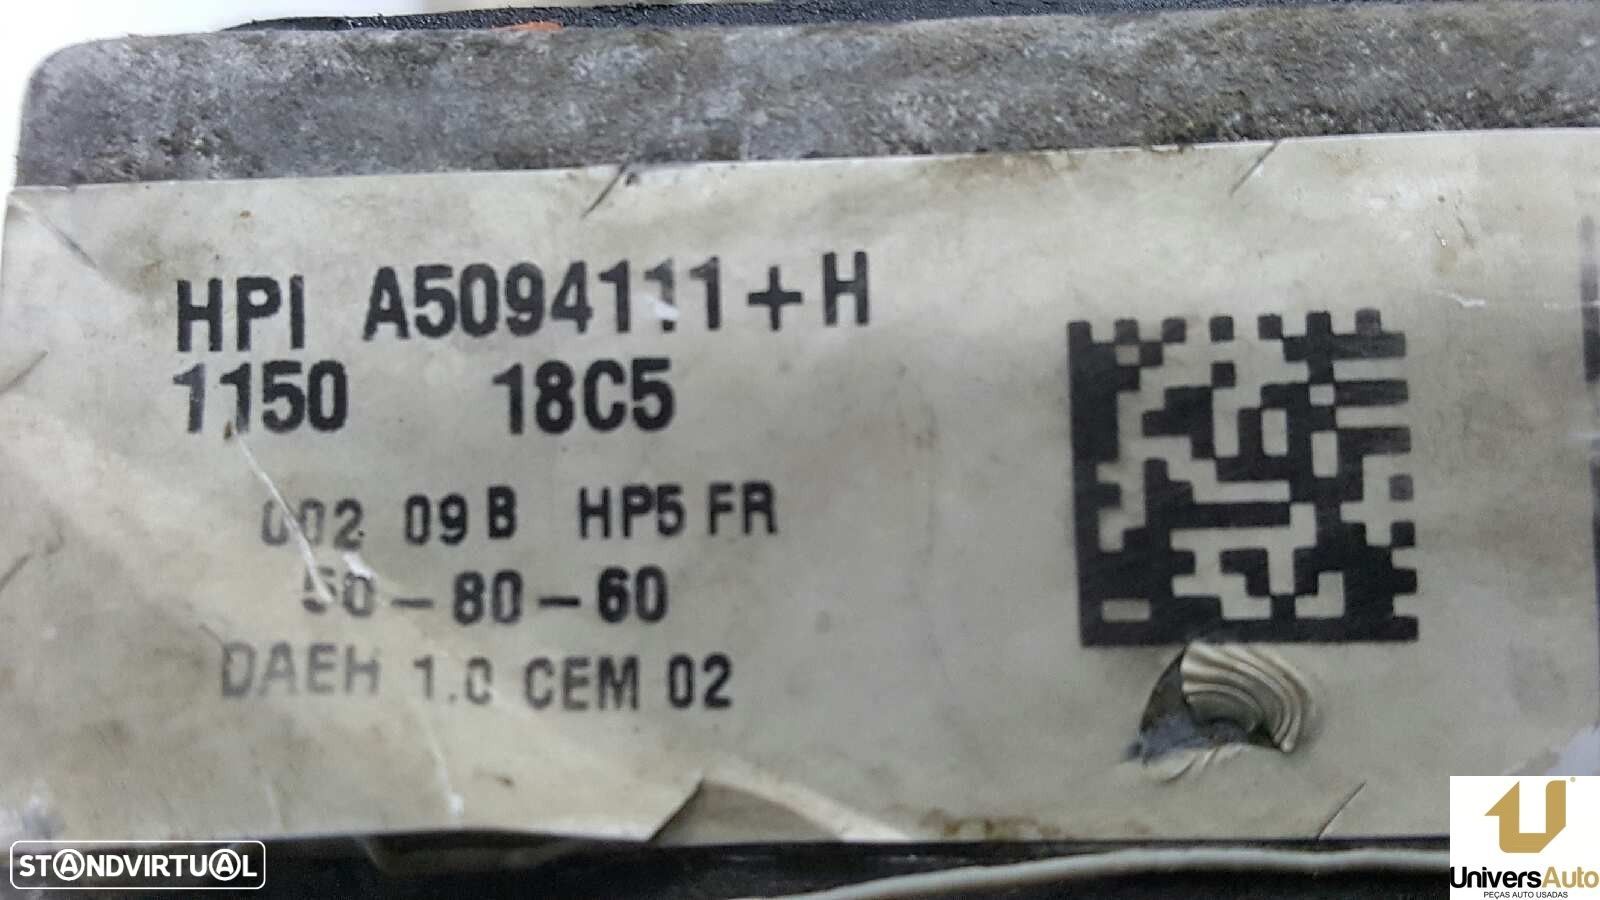 HPI A5094111+H
1150 18C5
002 09B HP5 FR
50-80-60
DAEH 1.0 CEM 02
STANDVIRTUAL
UniversAuto
PEÇAS AUTO USADAS